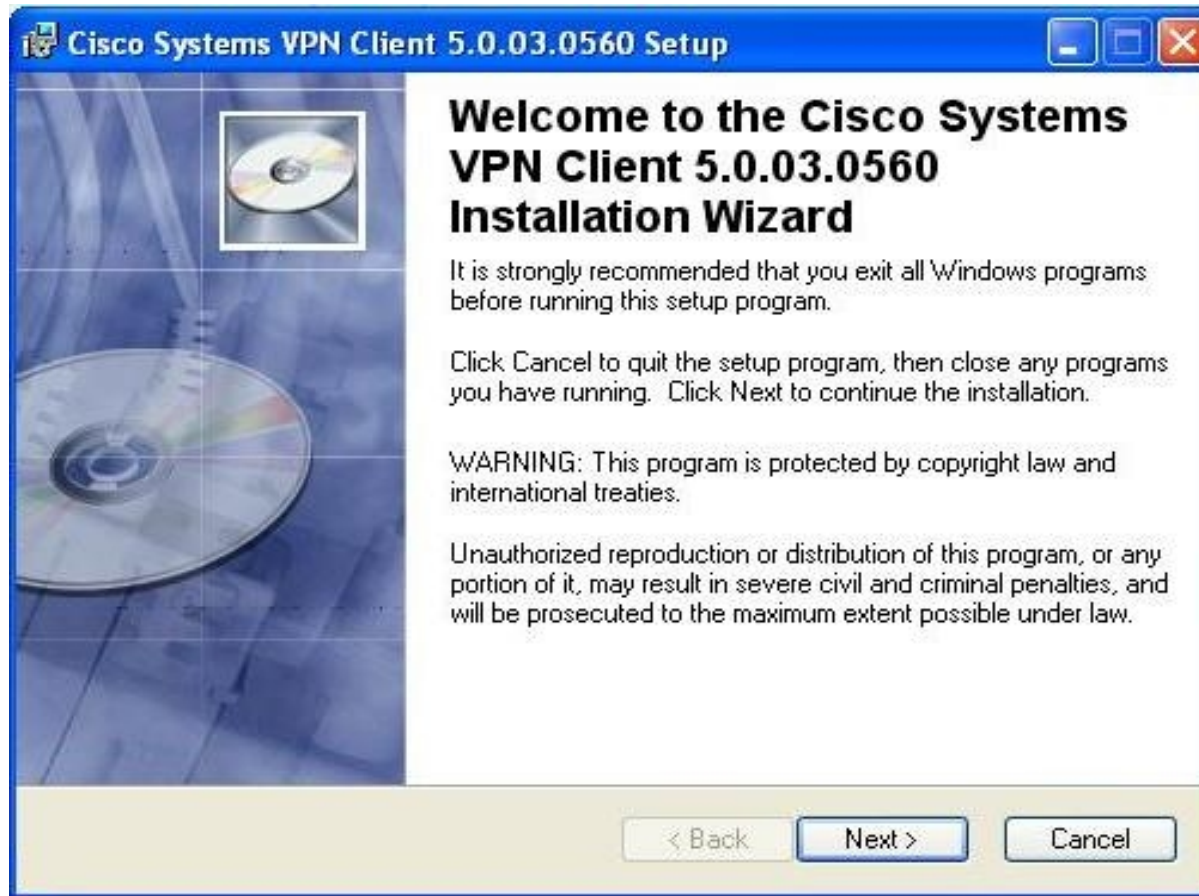 Cisco Systems VPN Client 5.0.03.0560 Setup
Welcome to the Cisco Systems
VPN Client 5.0.03.0560
Installation Wizard
It is strongly recommended that you exit all Windows programs
before running this setup program.
Click Cancel to quit the setup program, then close any programs
you have running.  Click Next to continue the installation.
WARNING: This program is protected by copyright law and
international treaties.
Unauthorized reproduction or distribution of this program, or any
portion of it, may result in severe civil and criminal penalties, and
will be prosecuted to the maximum extent possible under law.
< Back
Next >
Cancel